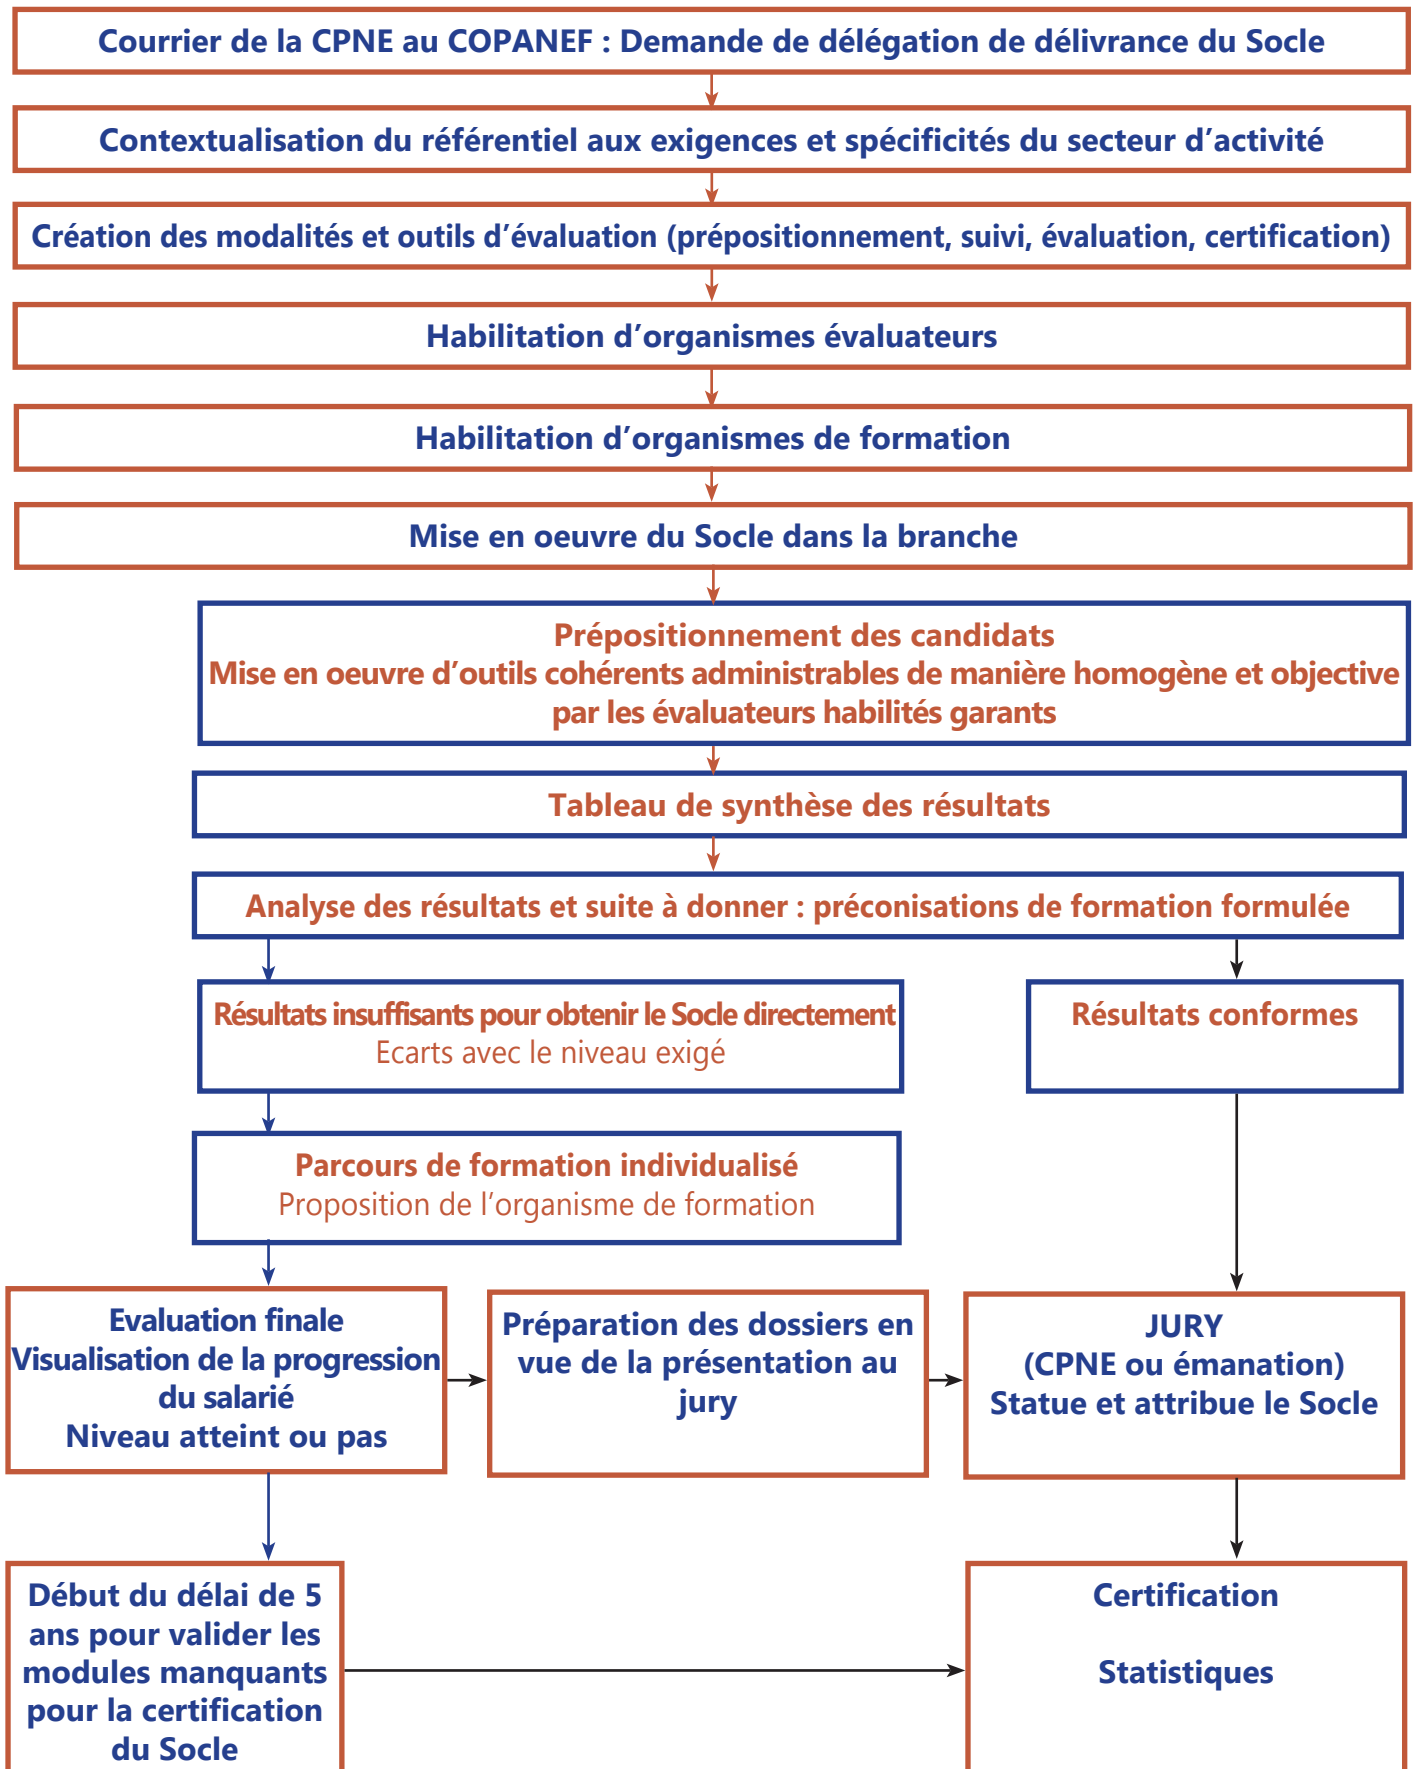 Courrier de la CPNE au COPANEF : Demande de délégation de délivrance du Socle
Contextualisation du référentiel aux exigences et spécificités du secteur d’activité
Création des modalités et outils d’évaluation (prépositionnement, suivi, évaluation, certification)
Habilitation d’organismes évaluateurs
Habilitation d’organismes de formation
Mise en oeuvre du Socle dans la branche
Prépositionnement des candidats
Mise en oeuvre d’outils cohérents administrables de manière homogène et objective
par les évaluateurs habilités garants
Tableau de synthèse des résultats
Analyse des résultats et suite à donner : préconisations de formation formulée
Résultats insuffisants pour obtenir le Socle directement
Ecarts avec le niveau exigé
Résultats conformes
Parcours de formation individualisé
Proposition de l’organisme de formation
Evaluation finale
Visualisation de la progression
du salarié
Niveau atteint ou pas
Préparation des dossiers en
vue de la présentation au
jury
JURY
(CPNE ou émanation)
Statue et attribue le Socle
Début du délai de 5
ans pour valider les
modules manquants
pour la certification
du Socle
Certification
Statistiques